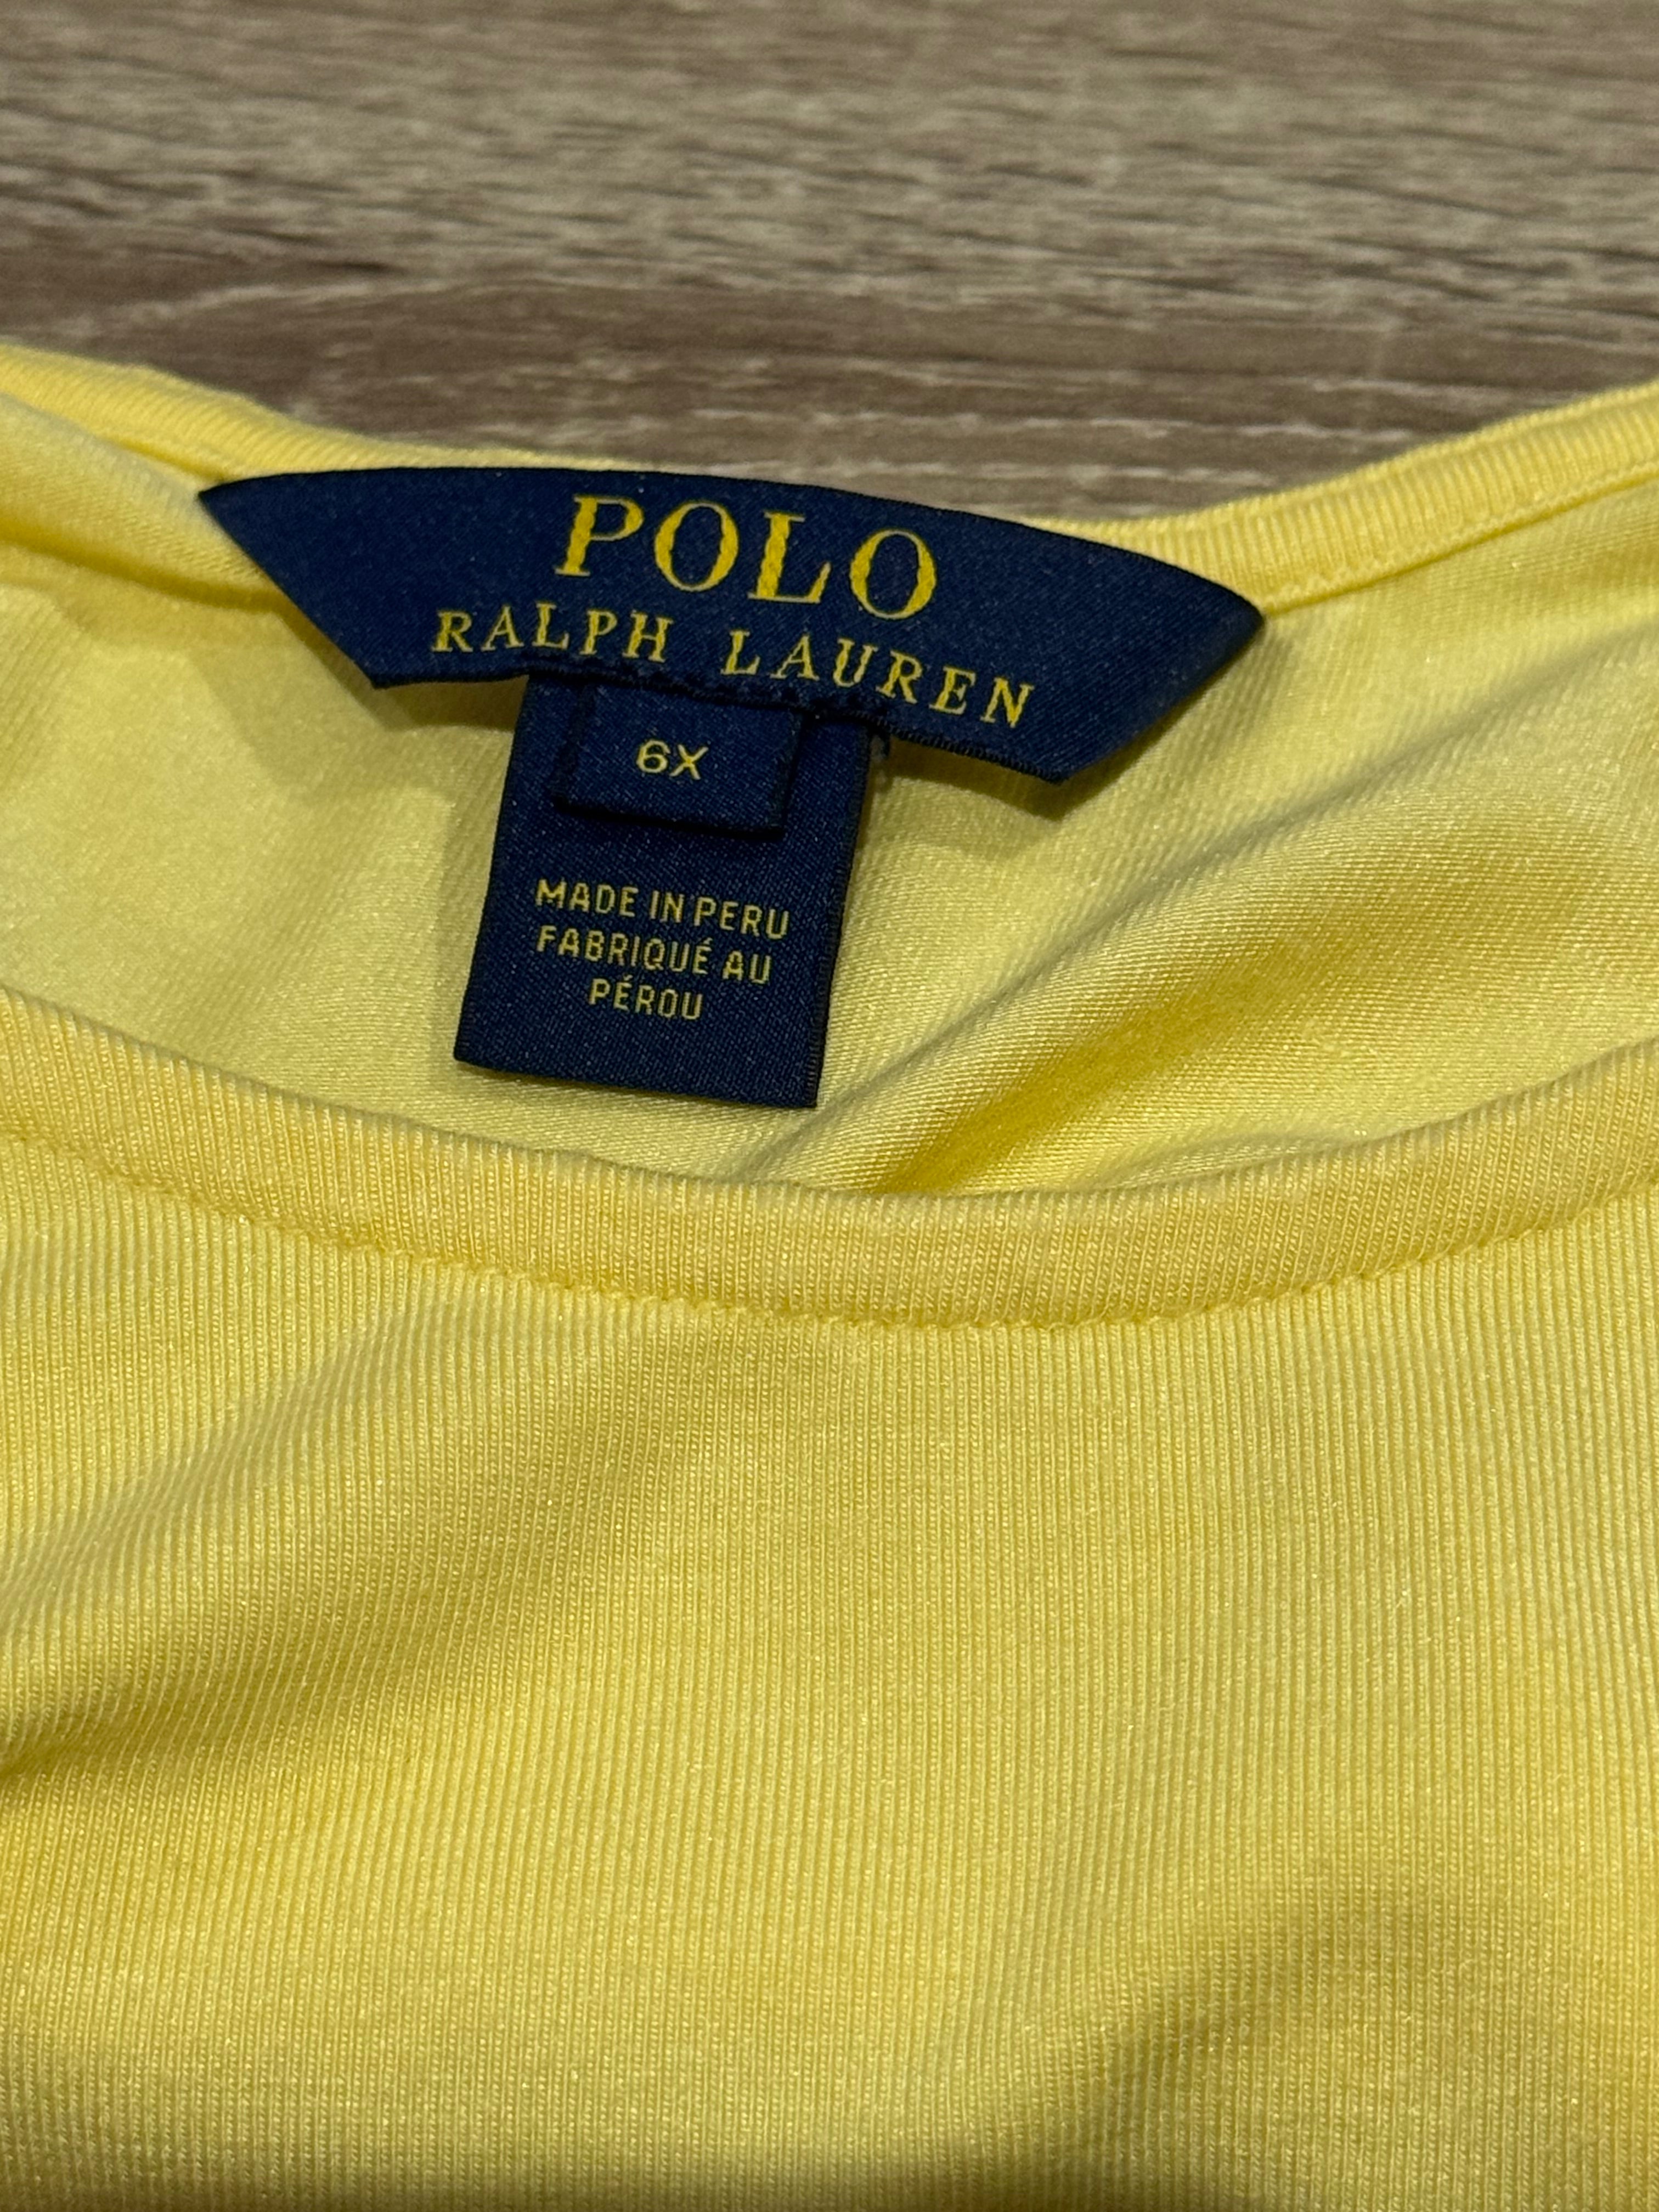 POLO
RALPH LAUREN
6X
MADE IN PERU
FABRIQUÉ AU
PÉROU